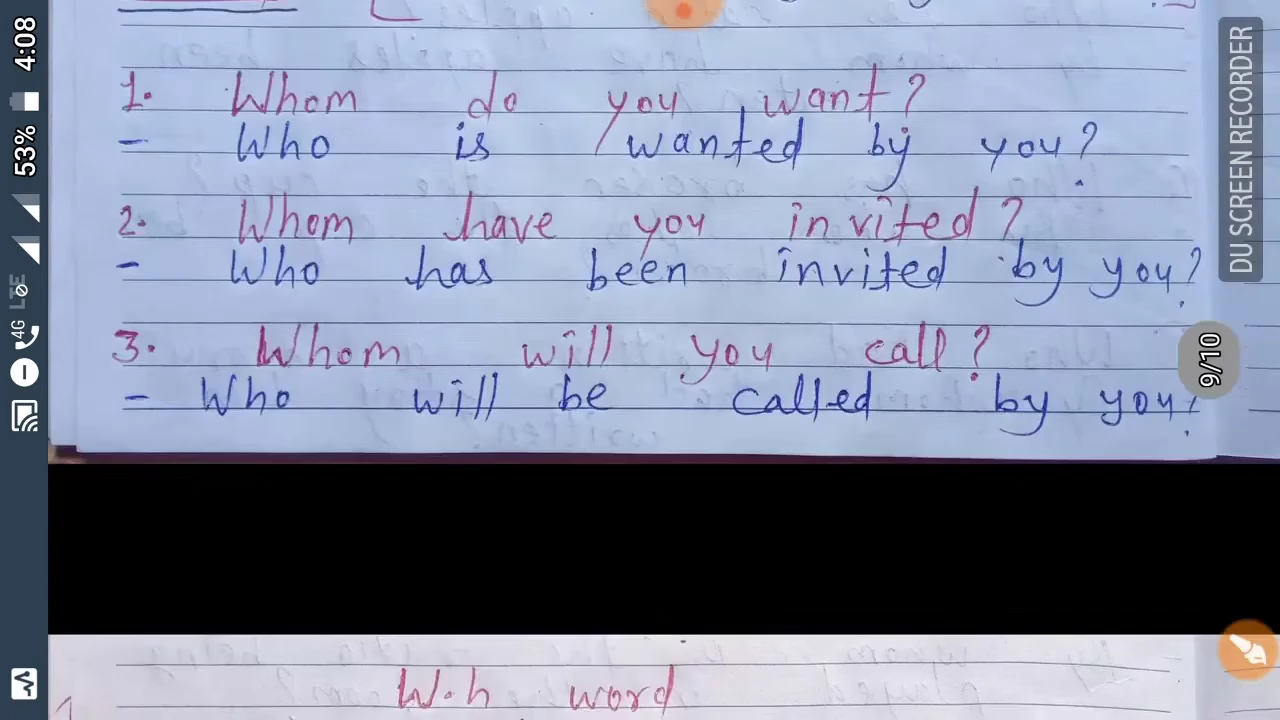 1. Whom do you want?
- Who is wanted by you?
2. Whom have you invited?
- Who has been invited by you?
3. Whom will you call?
- Who will be called by you?
W.h word
4:08
53%
4G
LTE
DU SCREEN RECORDER
9/10